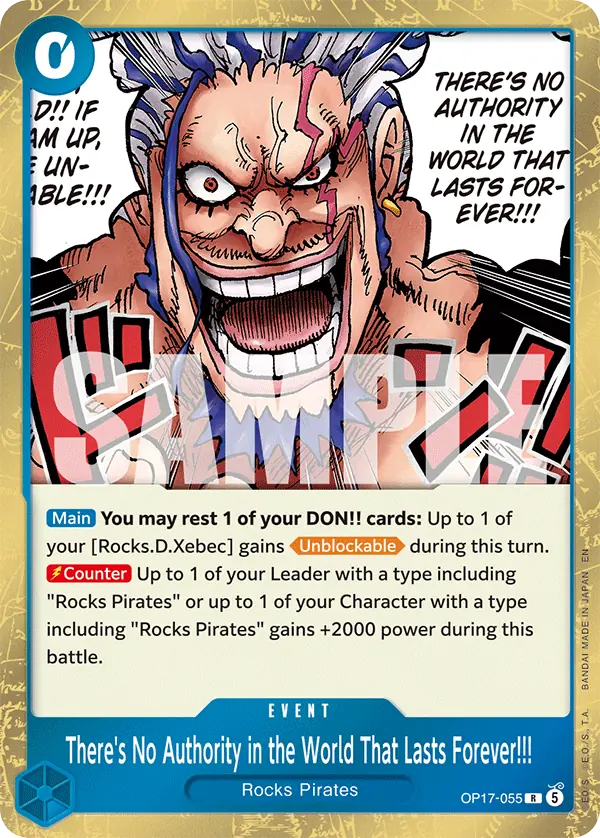 0
D!! IF
AM UP,
E UN-
ABLE!!!
THERE'S NO
AUTHORITY
IN THE
WORLD THAT
LASTS FOR-
EVER!!!
SAMPLE
Main You may rest 1 of your DON!! cards: Up to 1 of
your [Rocks.D.Xebec] gains Unblockable during this turn.
Counter Up to 1 of your Leader with a type including
"Rocks Pirates" or up to 1 of your Character with a type
including "Rocks Pirates" gains +2000 power during this
battle.
EVENT
There's No Authority in the World That Lasts Forever!!!
Rocks Pirates
OP17-055 R 5
©E.O./S., T.A. BANDAI MADE IN JAPAN EN